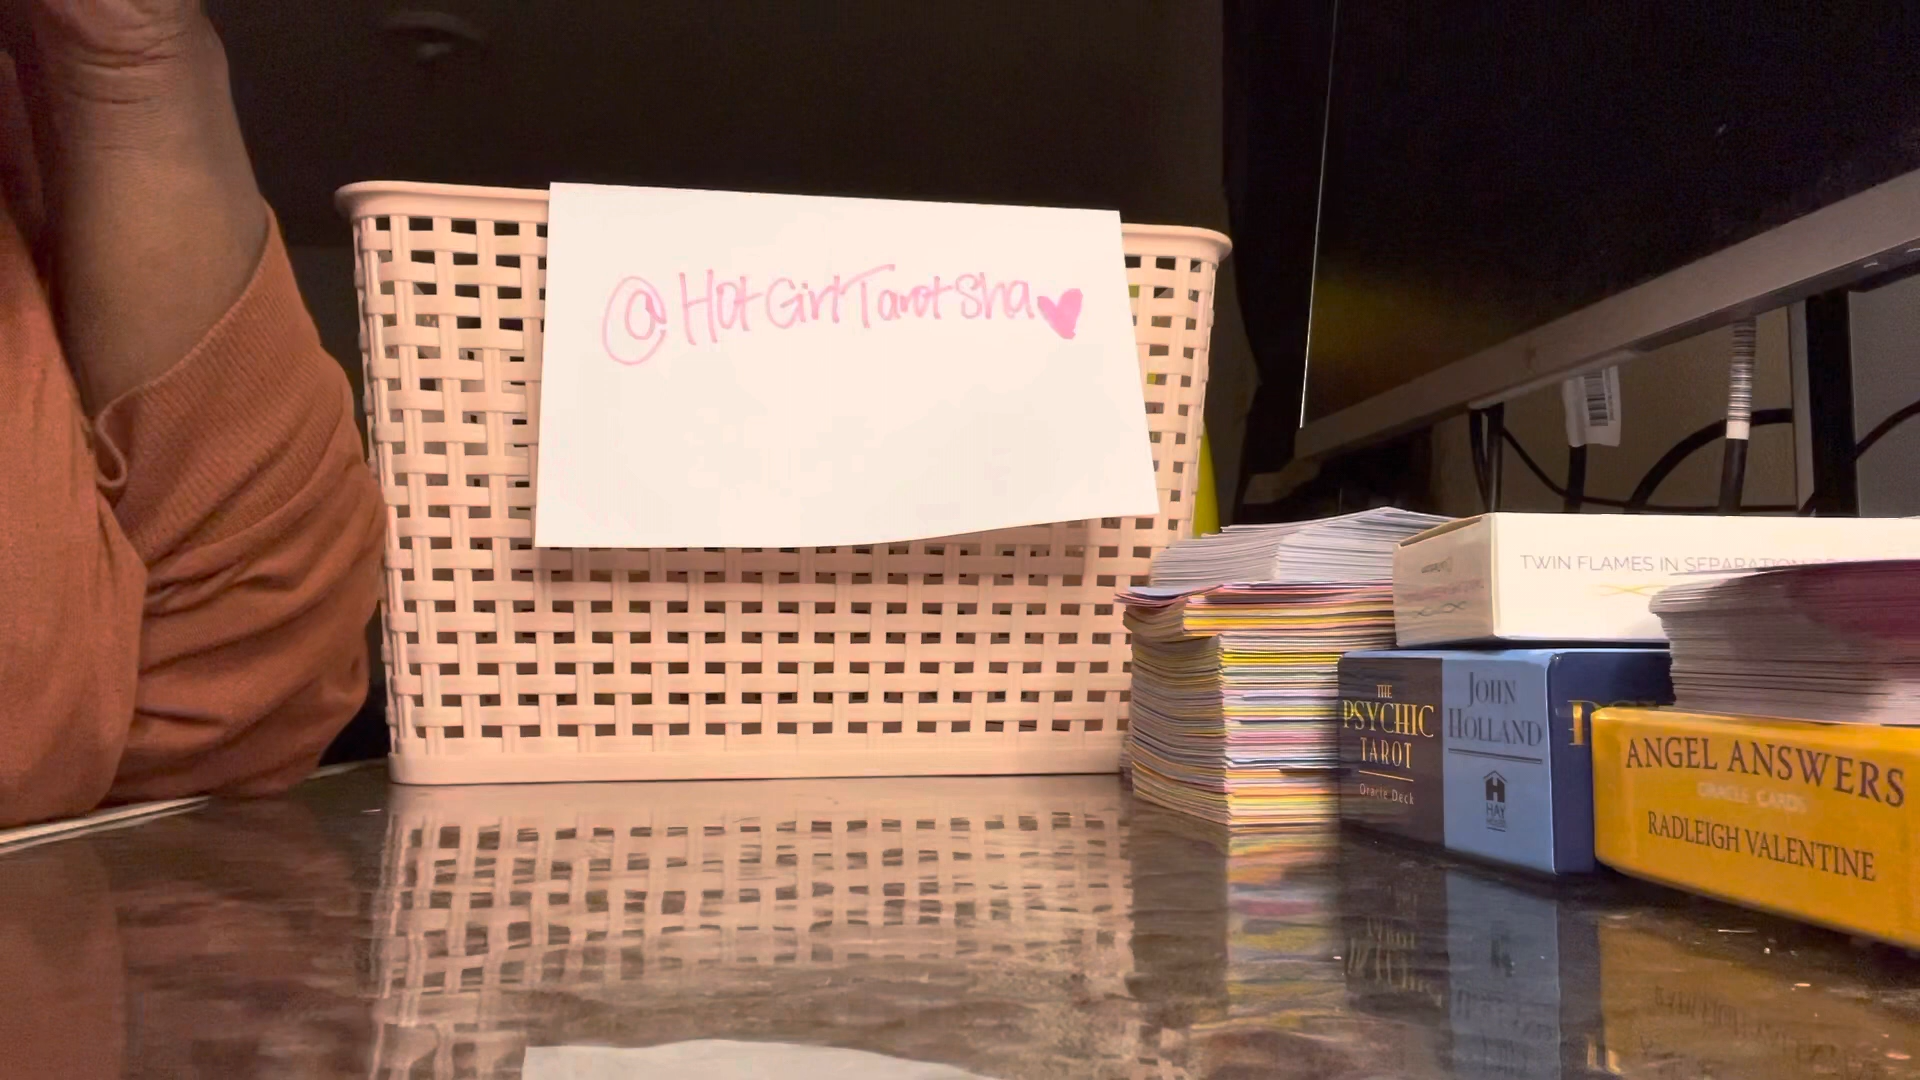 @HotGirlTarotSha
TWIN FLAMES IN SEPARATION
THE
PSYCHIC
TAROT
Oracle Deck
JOHN
HOLLAND
HAY
HOUSE
ANGEL ANSWERS
ORACLE CARDS
RADLEIGH VALENTINE